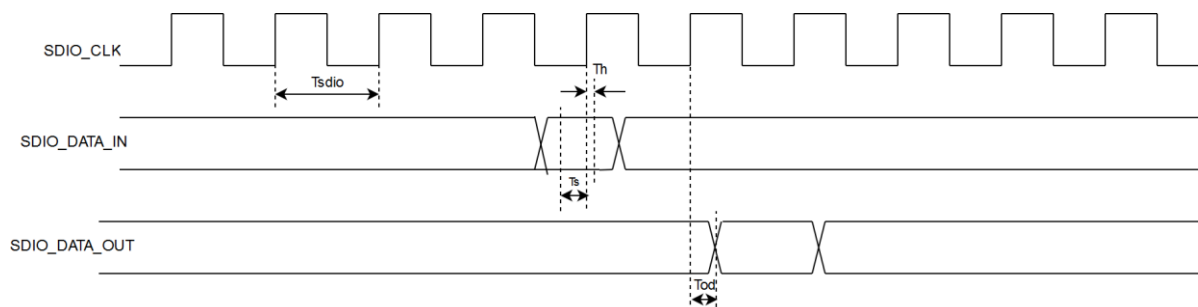 SDIO_CLK
Th
Tsdio
SDIO_DATA_IN
Ts
SDIO_DATA_OUT
Tod